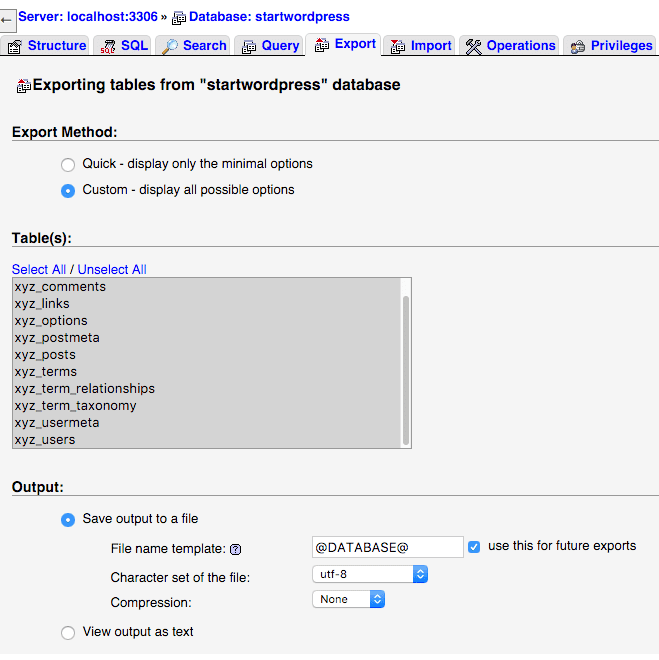 ← Server: localhost:3306 » Database: startwordpress
Structure SQL Search Query Export Import Operations Privileges
Exporting tables from "startwordpress" database
Export Method:
Quick - display only the minimal options
Custom - display all possible options
Table(s):
Select All / Unselect All
xyz_comments
xyz_links
xyz_options
xyz_postmeta
xyz_posts
xyz_terms
xyz_term_relationships
xyz_term_taxonomy
xyz_usermeta
xyz_users
Output:
Save output to a file
File name template: ? @DATABASE@ use this for future exports
Character set of the file: utf-8
Compression: None
View output as text